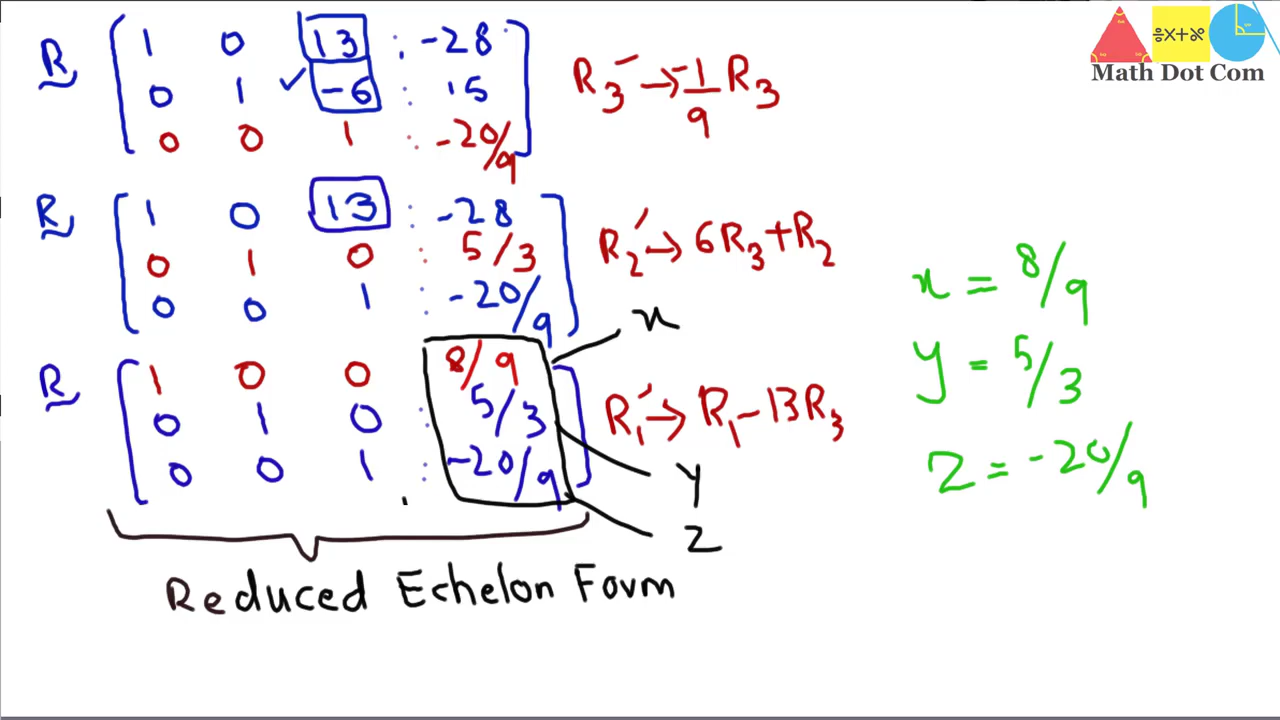 ÷×+%
Math Dot Com
R [ 1 0 13 : -28 ]
✓
[ 0 1 -6 : 15 ] R₃′ → -1/9 R₃
[ 0 0 1 : -20/9 ]
R [ 1 0 13 : -28 ]
[ 0 1 0 : 5/3 ] R₂′ → 6R₃+R₂
[ 0 0 1 : -20/9 ]
x
R [ 1 0 0 8/9 ]
[ 0 1 0 : 5/3 ] R₁′ → R₁-13R₃
[ 0 0 1 : -20/9 ]
y
z
Reduced Echelon Form
x = 8/9
y = 5/3
z = -20/9